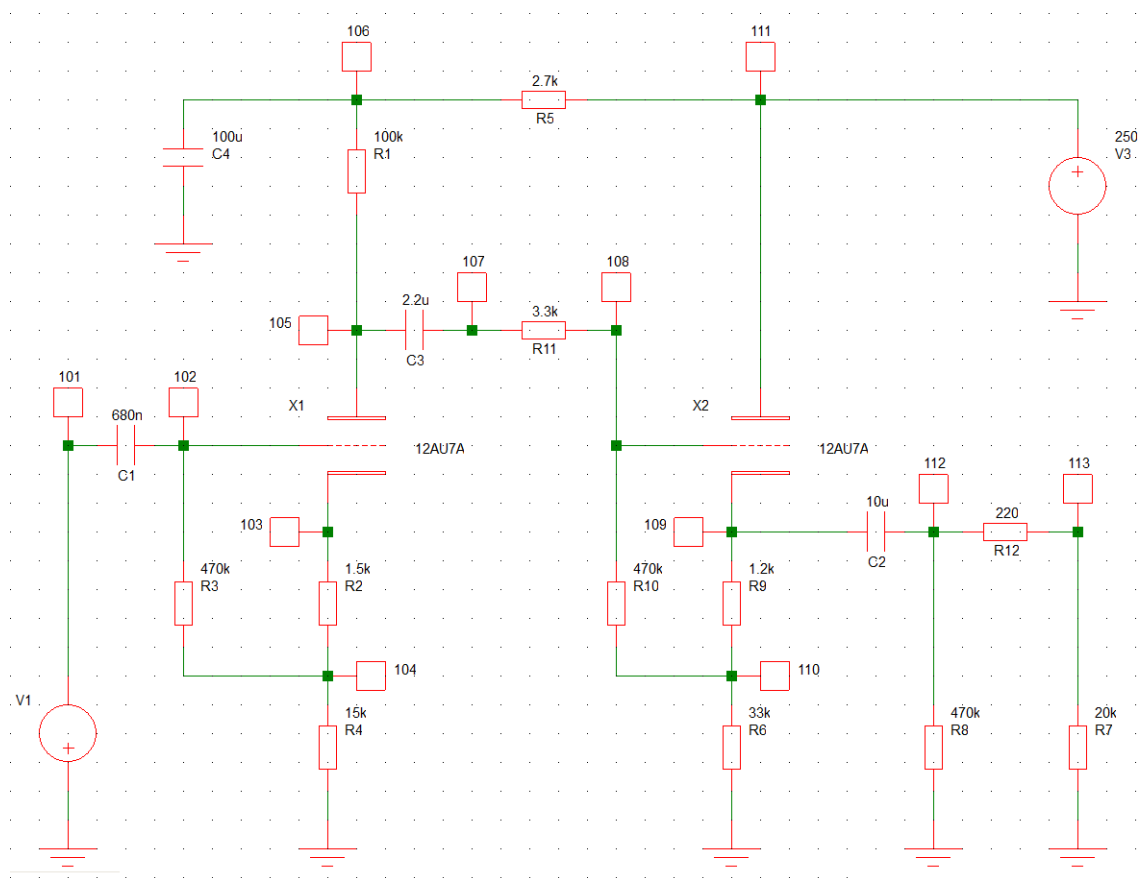 106
111
2.7k
R5
100u
C4
100k
R1
250
V3
107
108
105
2.2u
C3
3.3k
R11
101
102
X1
X2
680n
C1
12AU7A
12AU7A
112
113
103
109
10u
C2
220
R12
470k
R3
1.5k
R2
470k
R10
1.2k
R9
104
110
V1
15k
R4
33k
R6
470k
R8
20k
R7